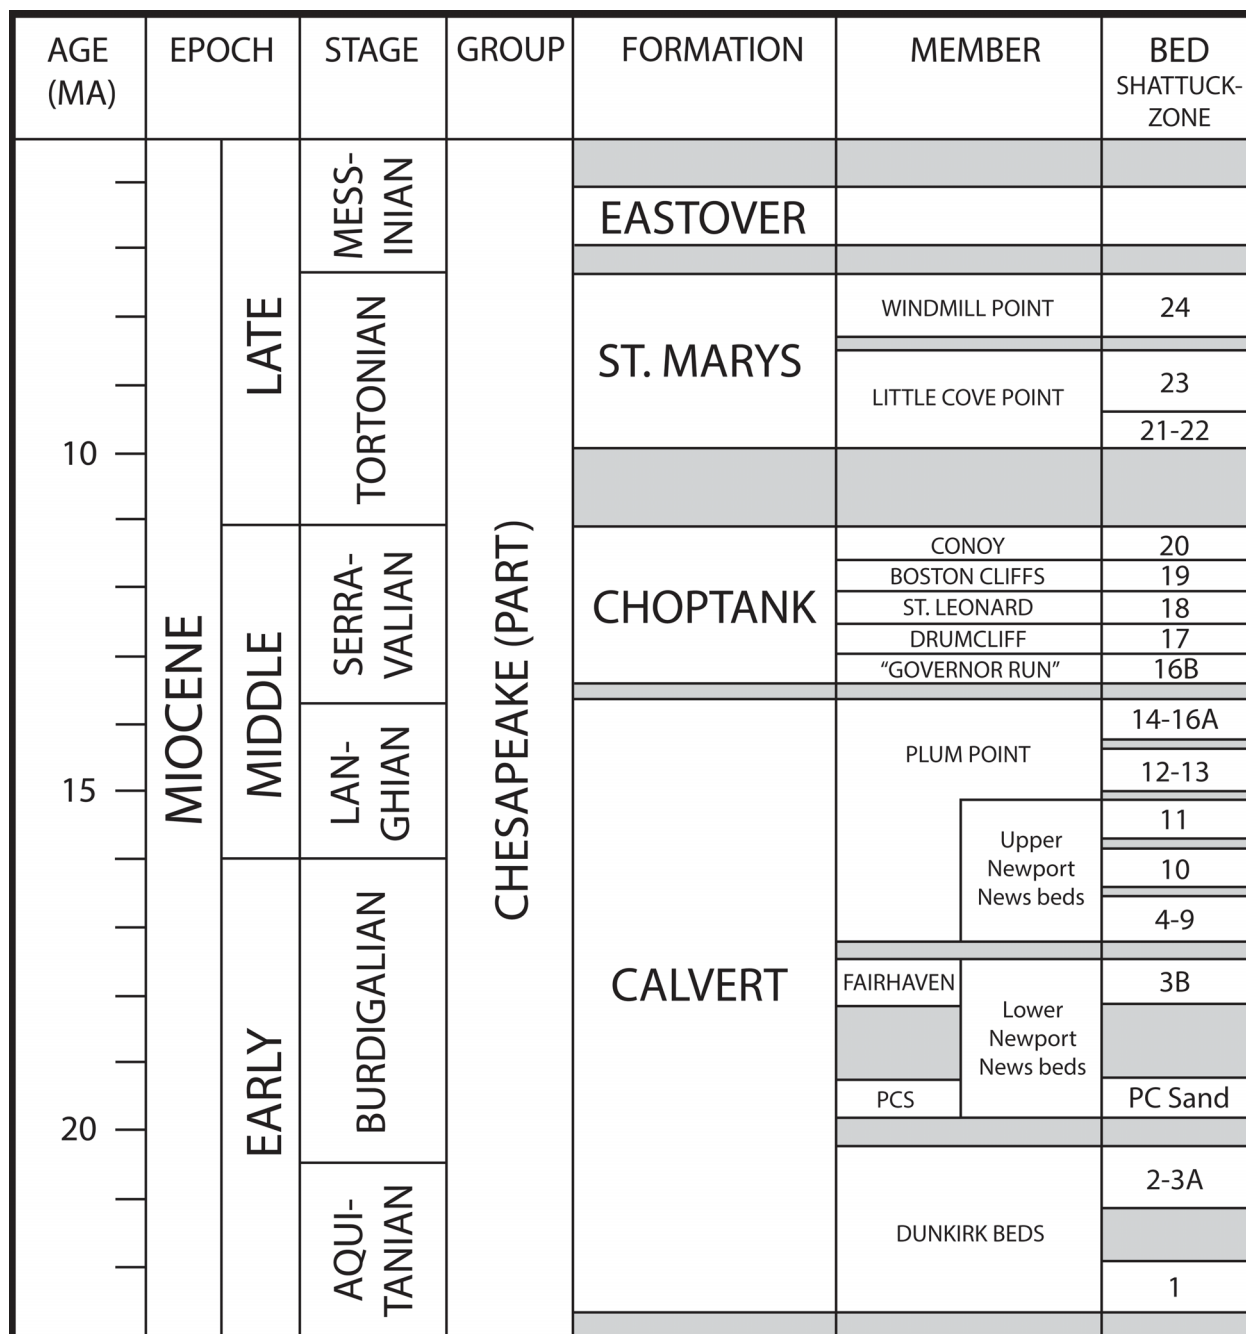 AGE
(MA)
EPOCH
STAGE
GROUP
FORMATION
MEMBER
BED
SHATTUCK-
ZONE
10
15
20
MIOCENE
LATE
MIDDLE
EARLY
MESS-
INIAN
TORTONIAN
SERRA-
VALIAN
LAN-
GHIAN
BURDIGALIAN
AQUI-
TANIAN
CHESAPEAKE (PART)
EASTOVER
ST. MARYS
CHOPTANK
CALVERT
WINDMILL POINT
LITTLE COVE POINT
CONOY
BOSTON CLIFFS
ST. LEONARD
DRUMCLIFF
“GOVERNOR RUN”
PLUM POINT
Upper
Newport
News beds
FAIRHAVEN
Lower
Newport
News beds
PCS
DUNKIRK BEDS
24
23
21-22
20
19
18
17
16B
14-16A
12-13
11
10
4-9
3B
PC Sand
2-3A
1